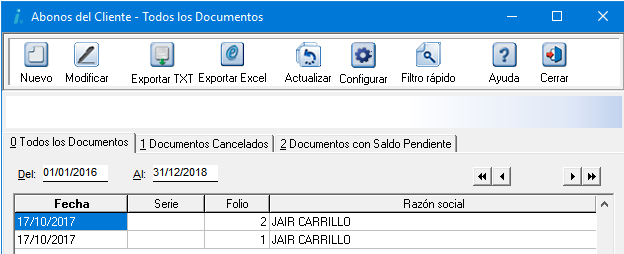 Abonos del Cliente - Todos los Documentos
Nuevo Modificar Exportar TXT Exportar Excel Actualizar Configurar Filtro rápido Ayuda Cerrar
0 Todos los Documentos 1 Documentos Cancelados 2 Documentos con Saldo Pendiente
Del: 01/01/2016 Al: 31/12/2018
Fecha Serie Folio Razón social
17/10/2017 2 JAIR CARRILLO
17/10/2017 1 JAIR CARRILLO